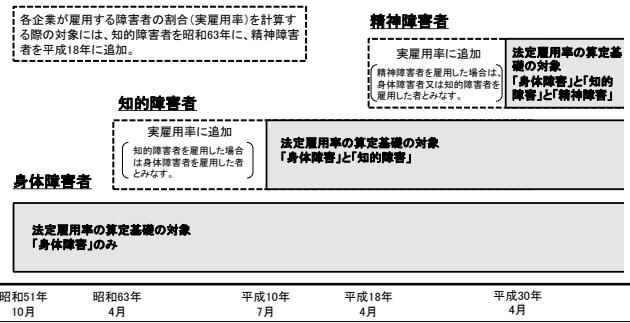 各企業が雇用する障害者の割合(実雇用率)を計算す
る際の対象には、知的障害者を昭和63年に、精神障害
者を平成18年に追加。
精神障害者
実雇用率に追加
精神障害者を雇用した場合は、
身体障害者又は知的障害者を
雇用した者とみなす。
法定雇用率の算定基
礎の対象
「身体障害」と「知的
障害」と「精神障害」
知的障害者
実雇用率に追加
知的障害者を雇用した場合
は身体障害者を雇用した者
とみなす。
法定雇用率の算定基礎の対象
「身体障害」と「知的障害」
身体障害者
法定雇用率の算定基礎の対象
「身体障害」のみ
昭和51年
10月
昭和63年
4月
平成10年
7月
平成18年
4月
平成30年
4月